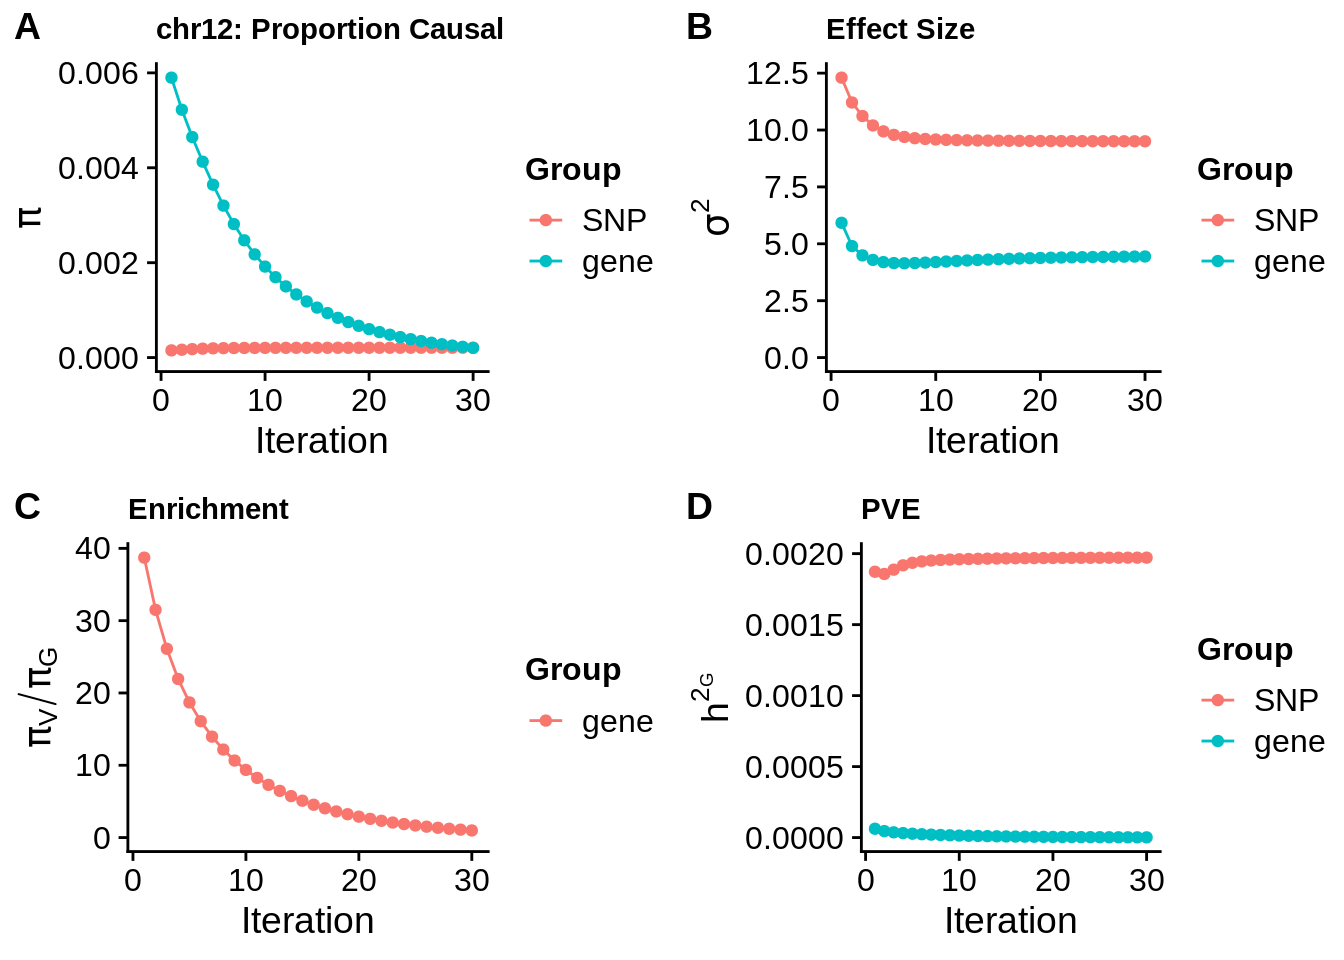 A
chr12: Proportion Causal
0.006
0.004
0.002
0.000
π
0
10
20
30
Iteration
Group
SNP
gene
B
Effect Size
12.5
10.0
7.5
5.0
2.5
0.0
σ²
0
10
20
30
Iteration
Group
SNP
gene
C
Enrichment
40
30
20
10
0
πV/πG
0
10
20
30
Iteration
Group
gene
D
PVE
0.0020
0.0015
0.0010
0.0005
0.0000
h2G
0
10
20
30
Iteration
Group
SNP
gene